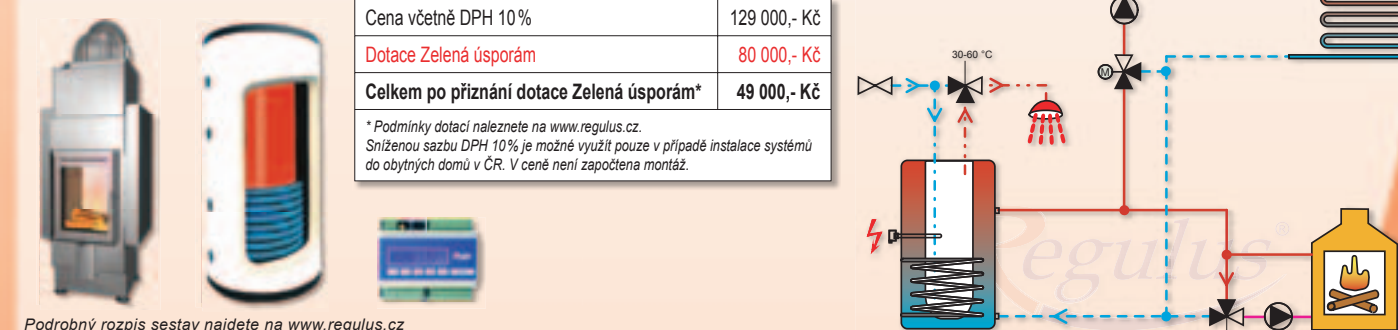 Cena včetně DPH 10% 129 000,- Kč
Dotace Zelená úsporám 80 000,- Kč
Celkem po přiznání dotace Zelená úsporám* 49 000,- Kč
* Podmínky dotací naleznete na www.regulus.cz.
Sníženou sazbu DPH 10% je možné využít pouze v případě instalace systémů
do obytných domů v ČR. V ceně není započtena montáž.
Podrobný rozpis sestav najdete na www.regulus.cz
30-60 °C
M
Regulus®